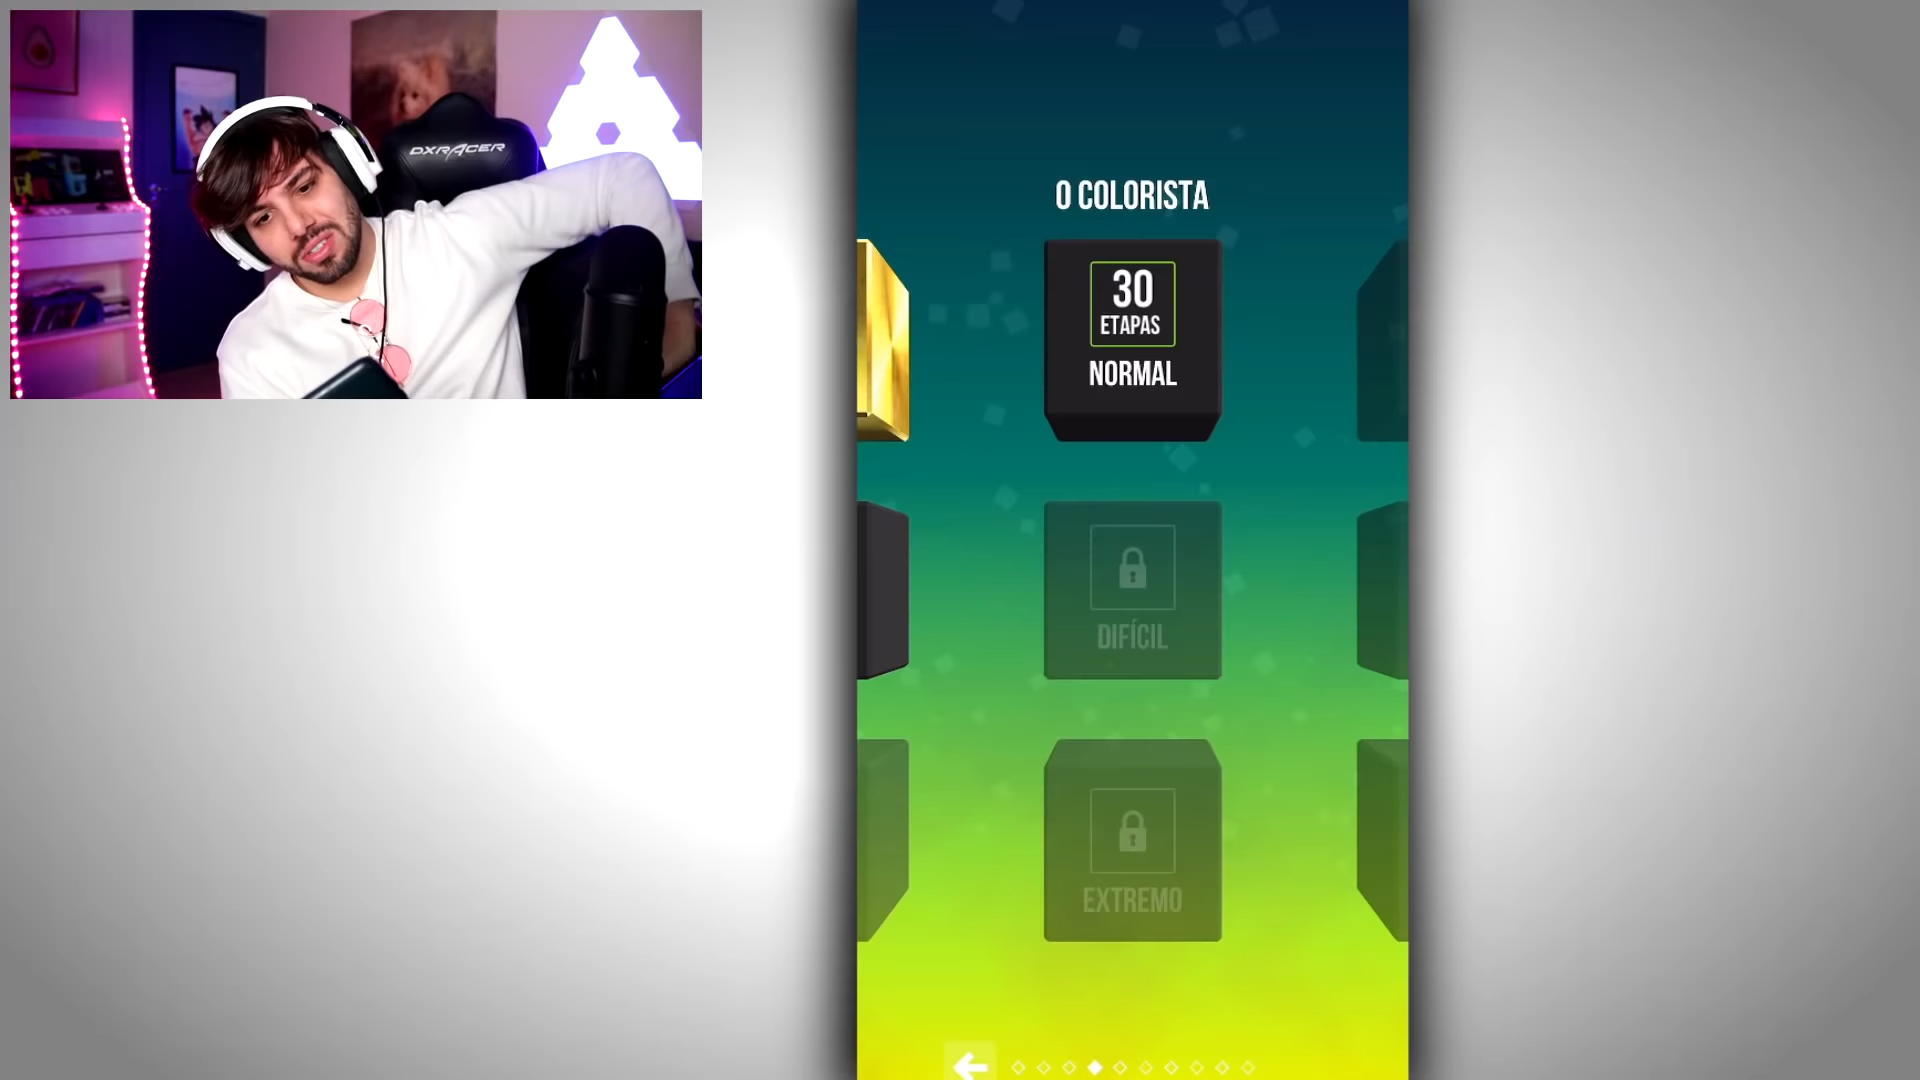 DXRACER
O COLORISTA
30
ETAPAS
NORMAL
DIFÍCIL
EXTREMO